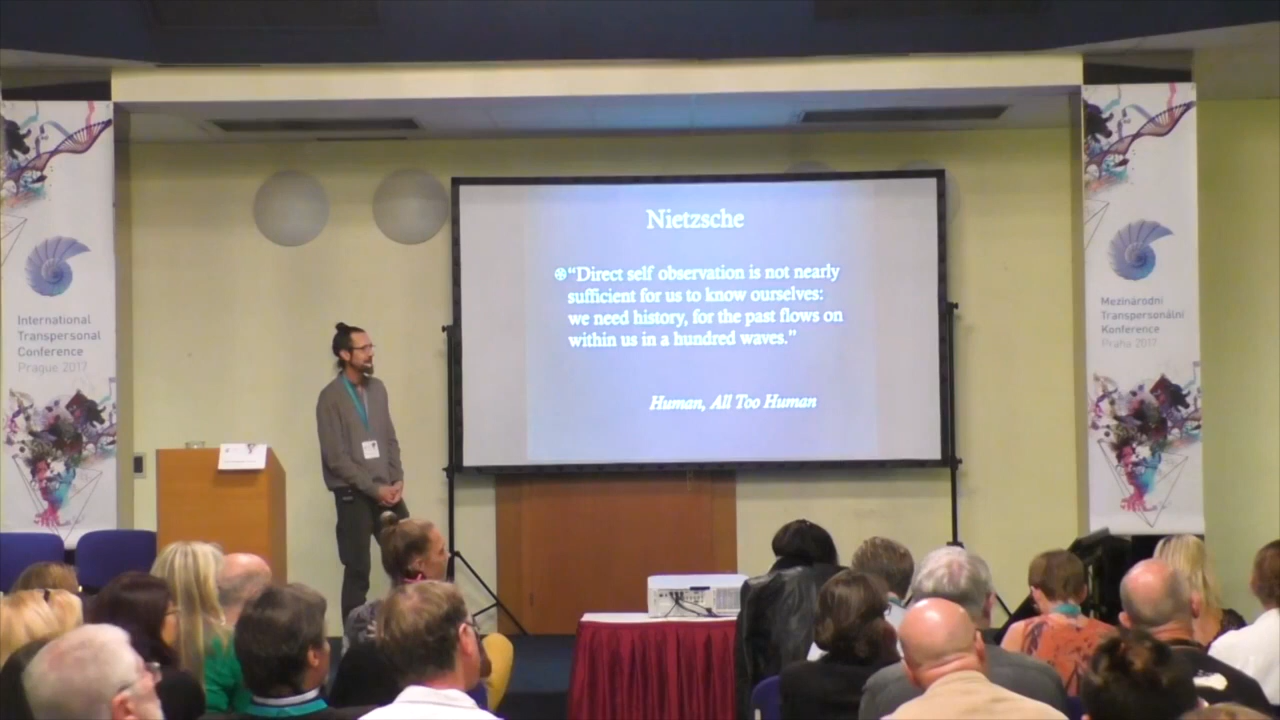 International
Transpersonal
Conference
Prague 2017
Nietzsche
“Direct self observation is not nearly
sufficient for us to know ourselves:
we need history, for the past flows on
within us in a hundred waves.”
Human, All Too Human
Mezinárodní
Transpersonální
Konference
Praha 2017